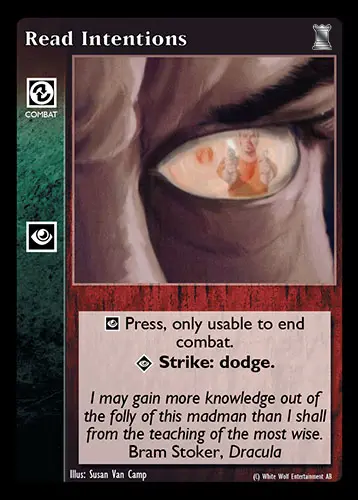 Read Intentions
COMBAT
Press, only usable to end
combat.
Strike: dodge.
I may gain more knowledge out of
the folly of this madman than I shall
from the teaching of the most wise.
Bram Stoker, Dracula
Illus: Susan Van Camp
(C) White Wolf Entertainment AB